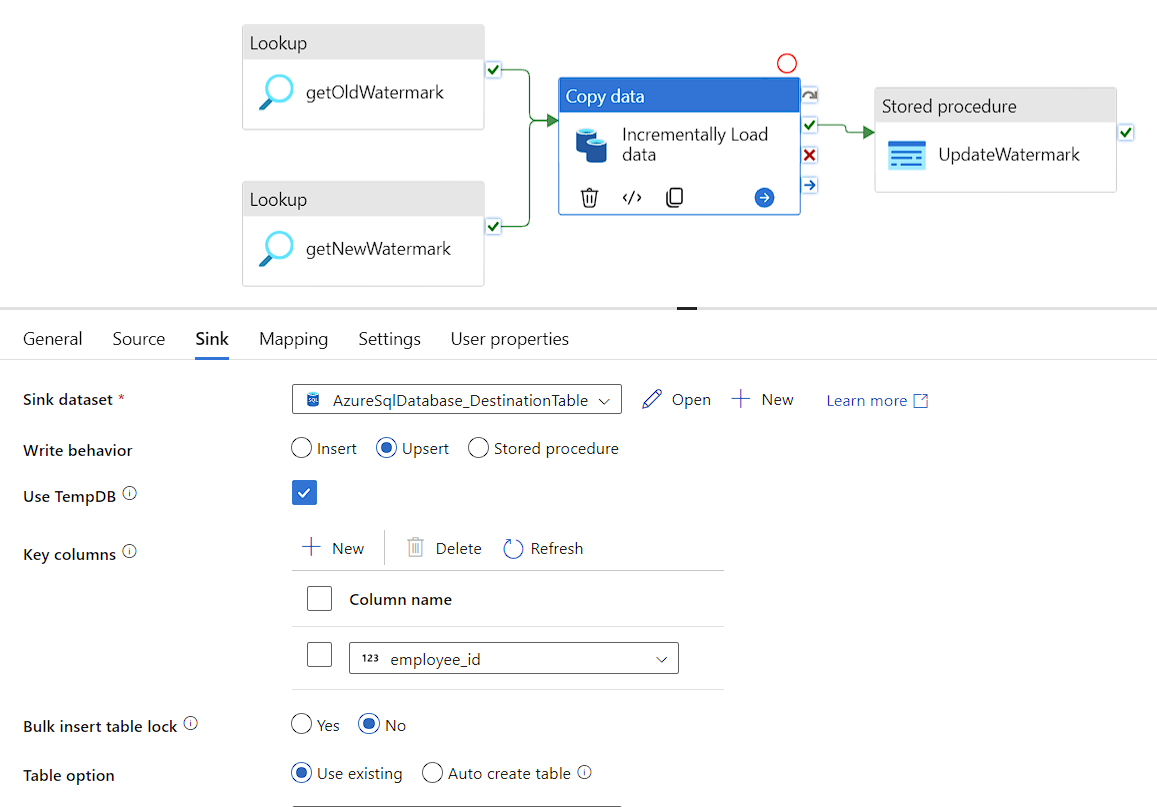 Lookup
getOldWatermark
Lookup
getNewWatermark
Copy data
Incrementally Load
data
</>
Stored procedure
UpdateWatermark
General Source Sink Mapping Settings User properties
Sink dataset * SQL AzureSqlDatabase_DestinationTable Open New Learn more
Write behavior Insert Upsert Stored procedure
Use TempDB
Key columns New Delete Refresh
Column name
123 employee_id
Bulk insert table lock Yes No
Table option Use existing Auto create table